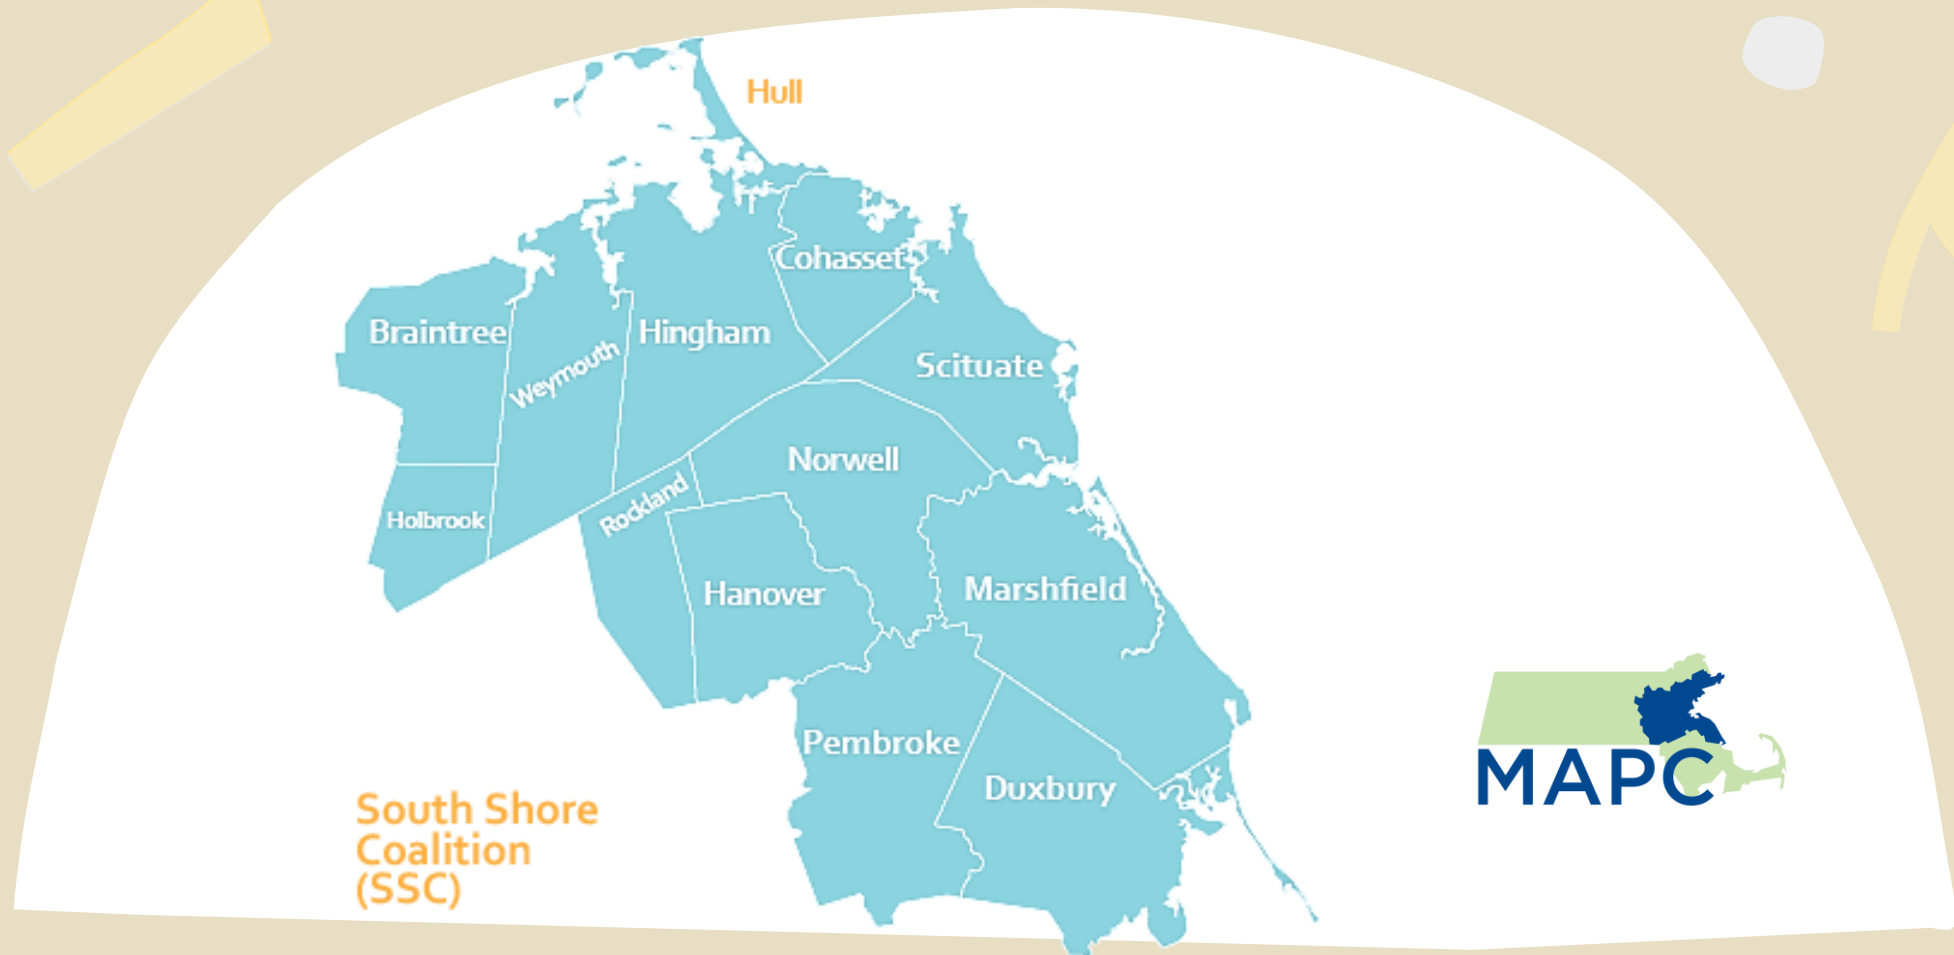 Hull
Cohasset
Braintree
Hingham
Weymouth
Scituate
Norwell
Rockland
Holbrook
Hanover
Marshfield
Pembroke
Duxbury
South Shore
Coalition
(SSC)
MAPC